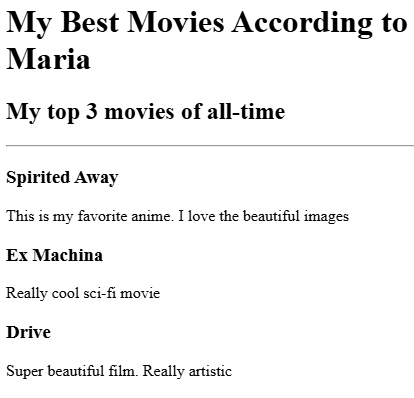 My Best Movies According to
Maria
My top 3 movies of all-time
Spirited Away
This is my favorite anime. I love the beautiful images
Ex Machina
Really cool sci-fi movie
Drive
Super beautiful film. Really artistic